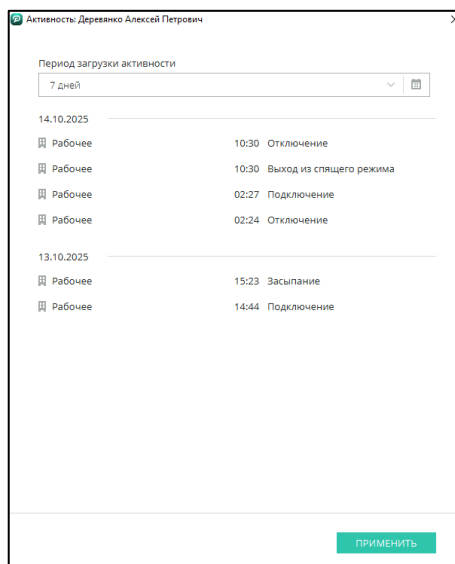 Активность: Деревянко Алексей Петрович
Период загрузки активности
7 дней
14.10.2025
Рабочее 10:30 Отключение
Рабочее 10:30 Выход из спящего режима
Рабочее 02:27 Подключение
Рабочее 02:24 Отключение
13.10.2025
Рабочее 15:23 Засыпание
Рабочее 14:44 Подключение
ПРИМЕНИТЬ